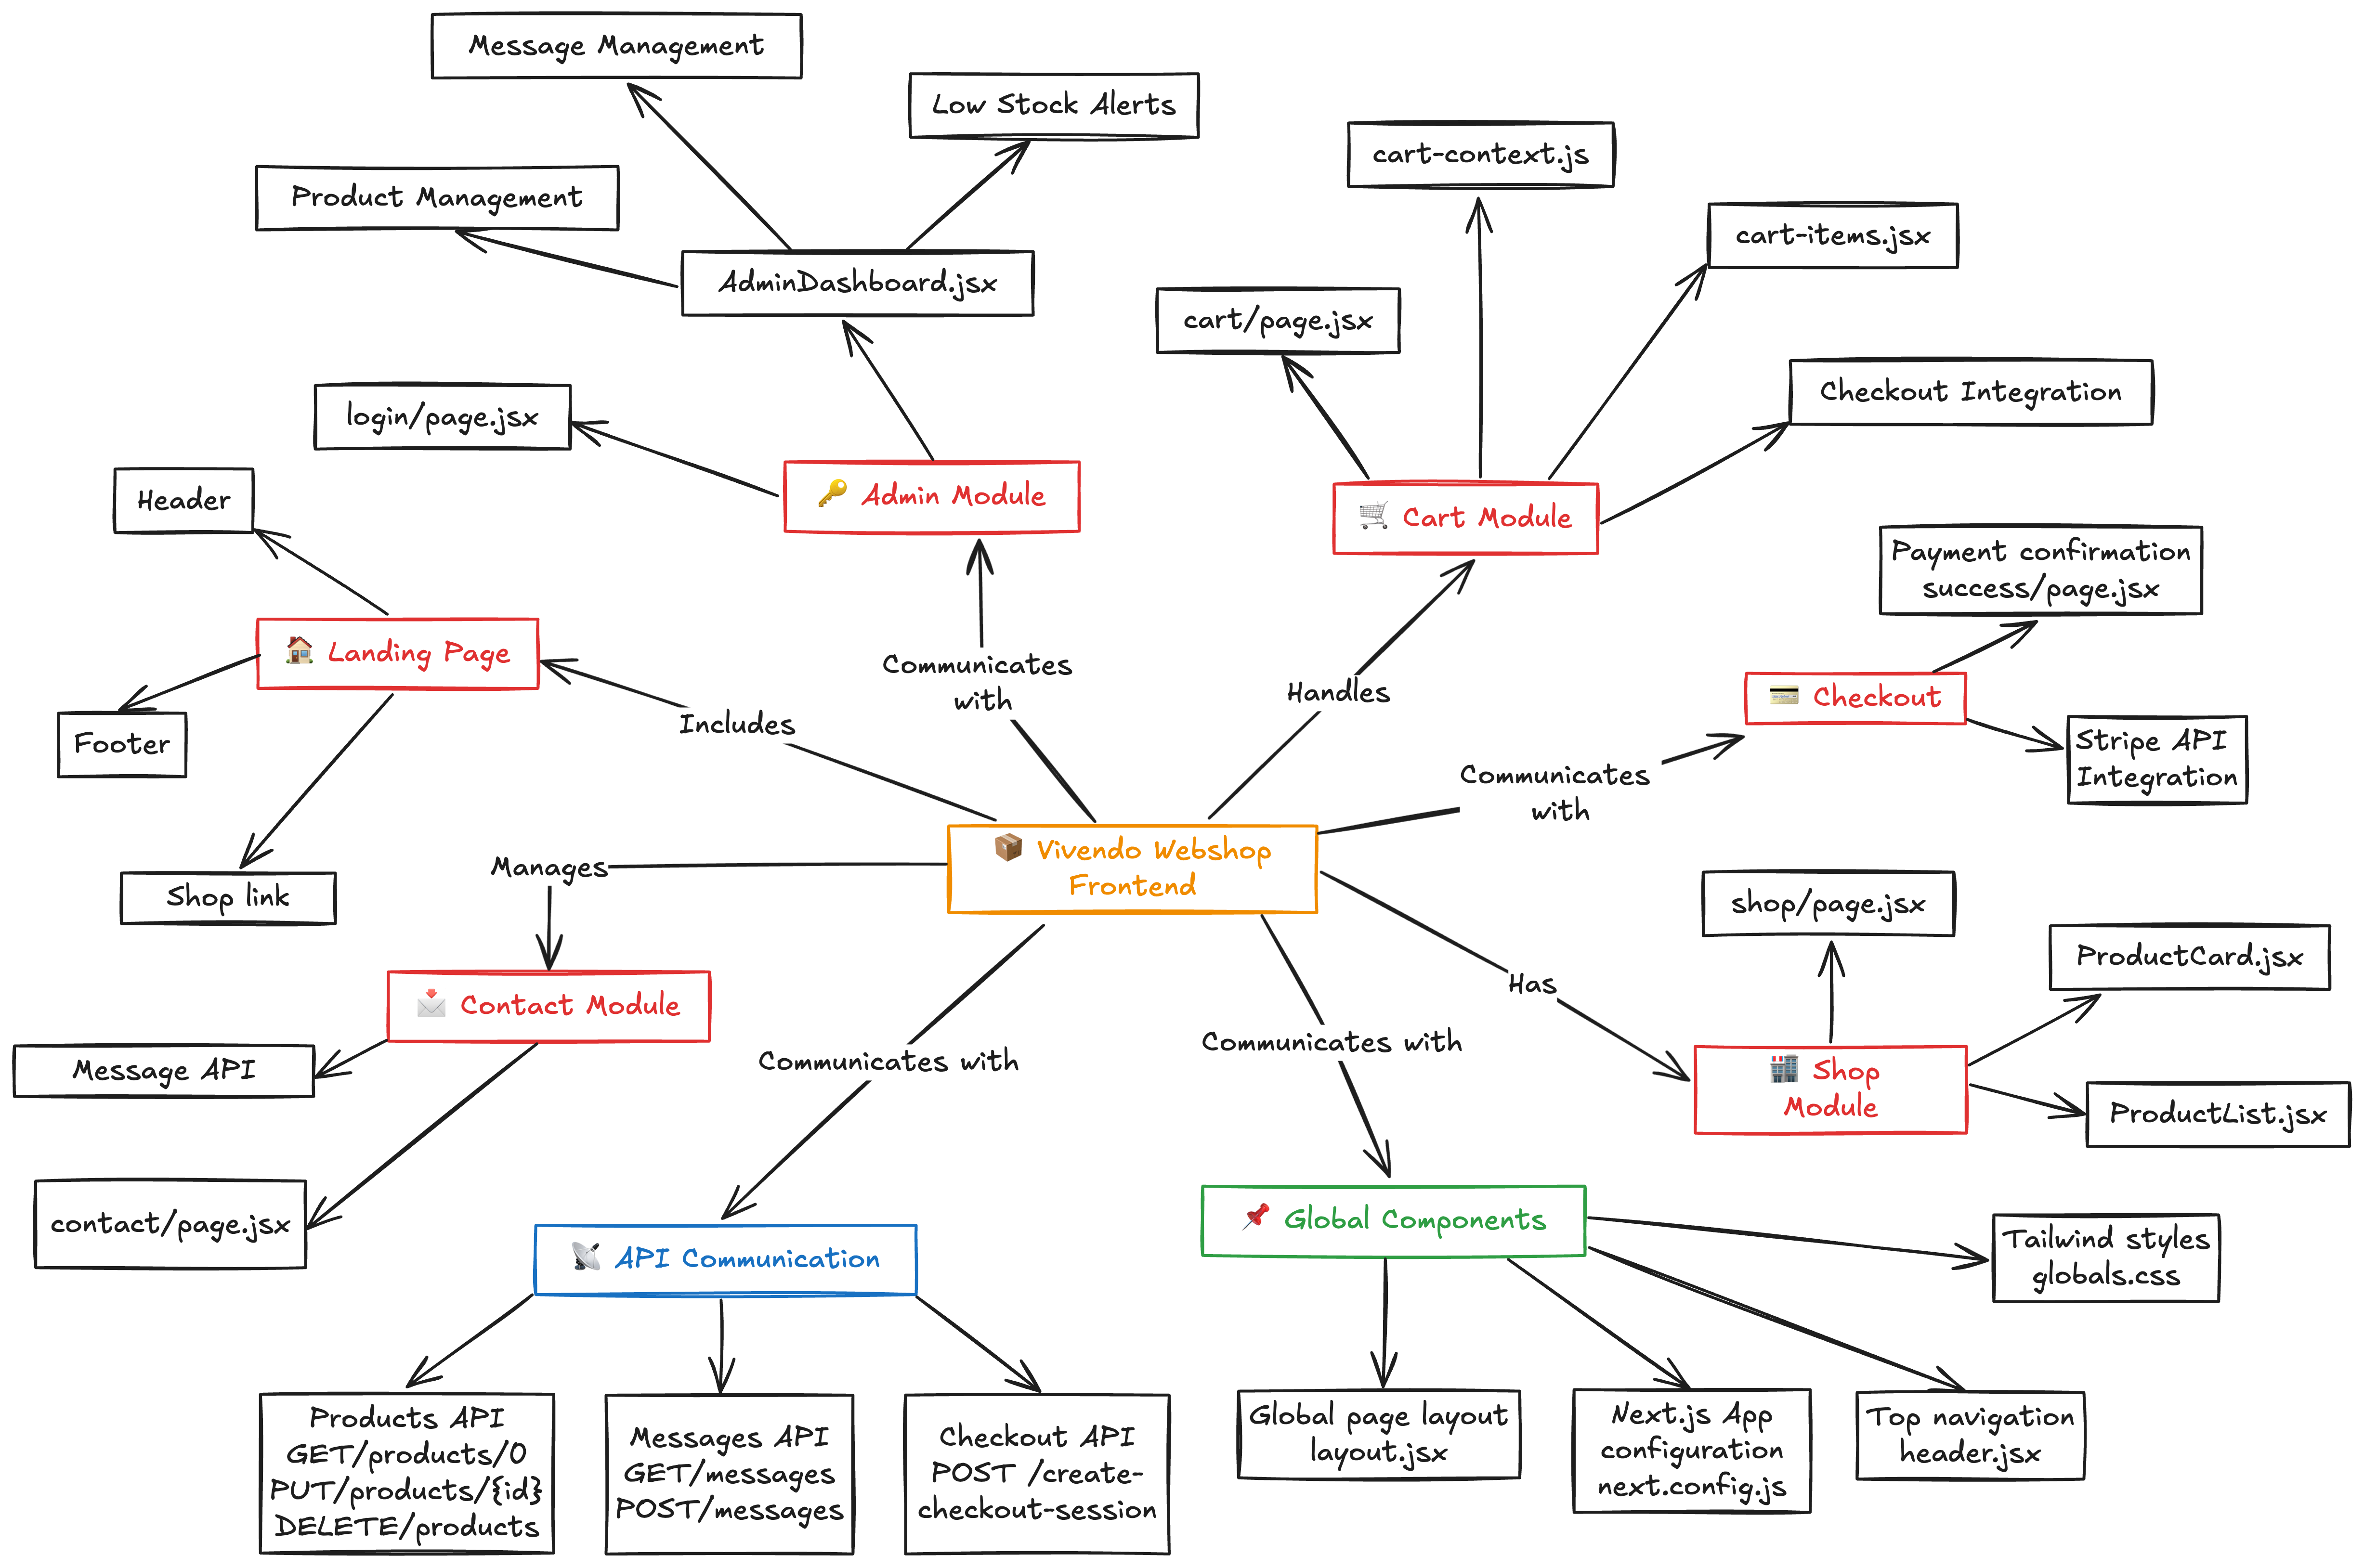 Message Management
Low Stock Alerts
cart-context.js
Product Management
cart-items.jsx
AdminDashboard.jsx
cart/page.jsx
Checkout Integration
login/page.jsx
Header
🔑 Admin Module
🛒 Cart Module
Payment confirmation
success/page.jsx
🏠 Landing Page
Communicates
with
Handles
💳 Checkout
Includes
Footer
Stripe API
Integration
Communicates
with
📦 Vivendo Webshop
Frontend
Manages
Shop link
shop/page.jsx
ProductCard.jsx
Has
📩 Contact Module
Communicates with
Communicates with
Message API
🏪 Shop
Module
ProductList.jsx
contact/page.jsx
📌 Global Components
Tailwind styles
globals.css
📡 API Communication
Products API
GET/products/0
PUT/products/{id}
DELETE/products
Messages API
GET/messages
POST/messages
Checkout API
POST /create-
checkout-session
Global page layout
layout.jsx
Next.js App
configuration
next.config.js
Top navigation
header.jsx